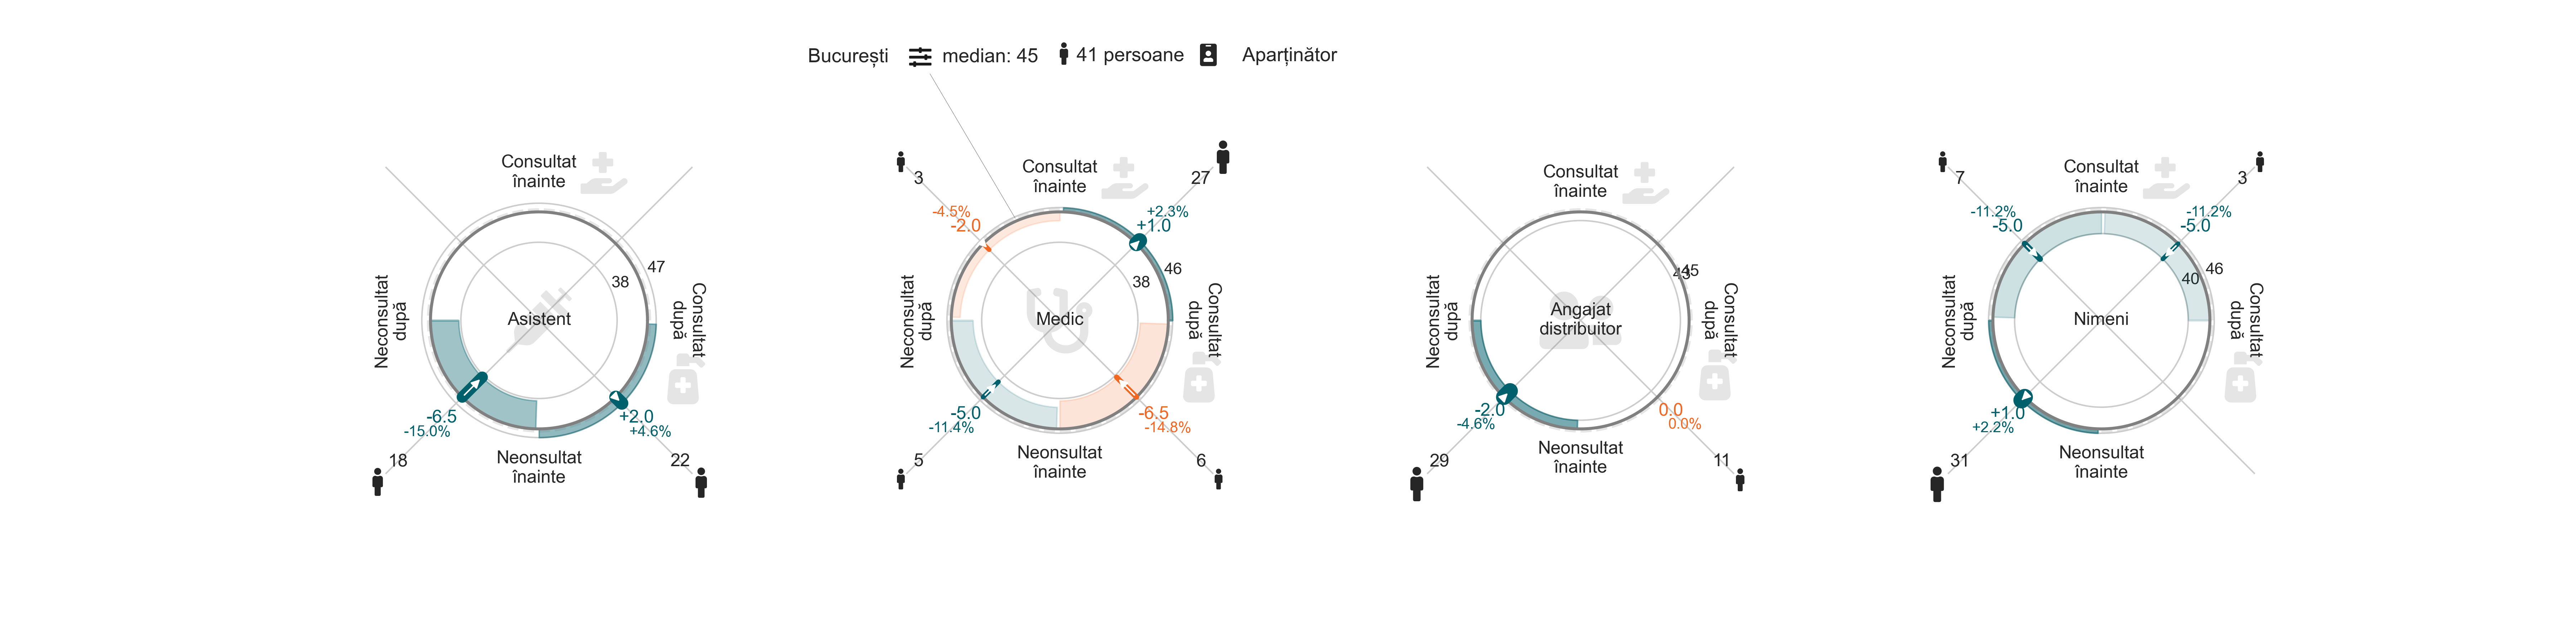 București median: 45 41 persoane Aparținător
Consultat
înainte
47
38
Neconsultat
după
Consultat
după
Asistent
-6.5
-15.0%
+2.0
+4.6%
18
22
Neonsultat
înainte
3
27
Consultat
înainte
-4.5%
-2.0
+2.3%
+1.0
46
38
Neconsultat
după
Consultat
după
Medic
-5.0
-11.4%
-6.5
-14.8%
5
6
Neonsultat
înainte
Consultat
înainte
45
Neconsultat
după
Consultat
după
Angajat
distribuitor
-2.0
-4.6%
0.0
0.0%
29
11
Neonsultat
înainte
7
3
Consultat
înainte
-11.2%
-5.0
-11.2%
-5.0
46
40
Neconsultat
după
Consultat
după
Nimeni
+1.0
+2.2%
31
Neonsultat
înainte